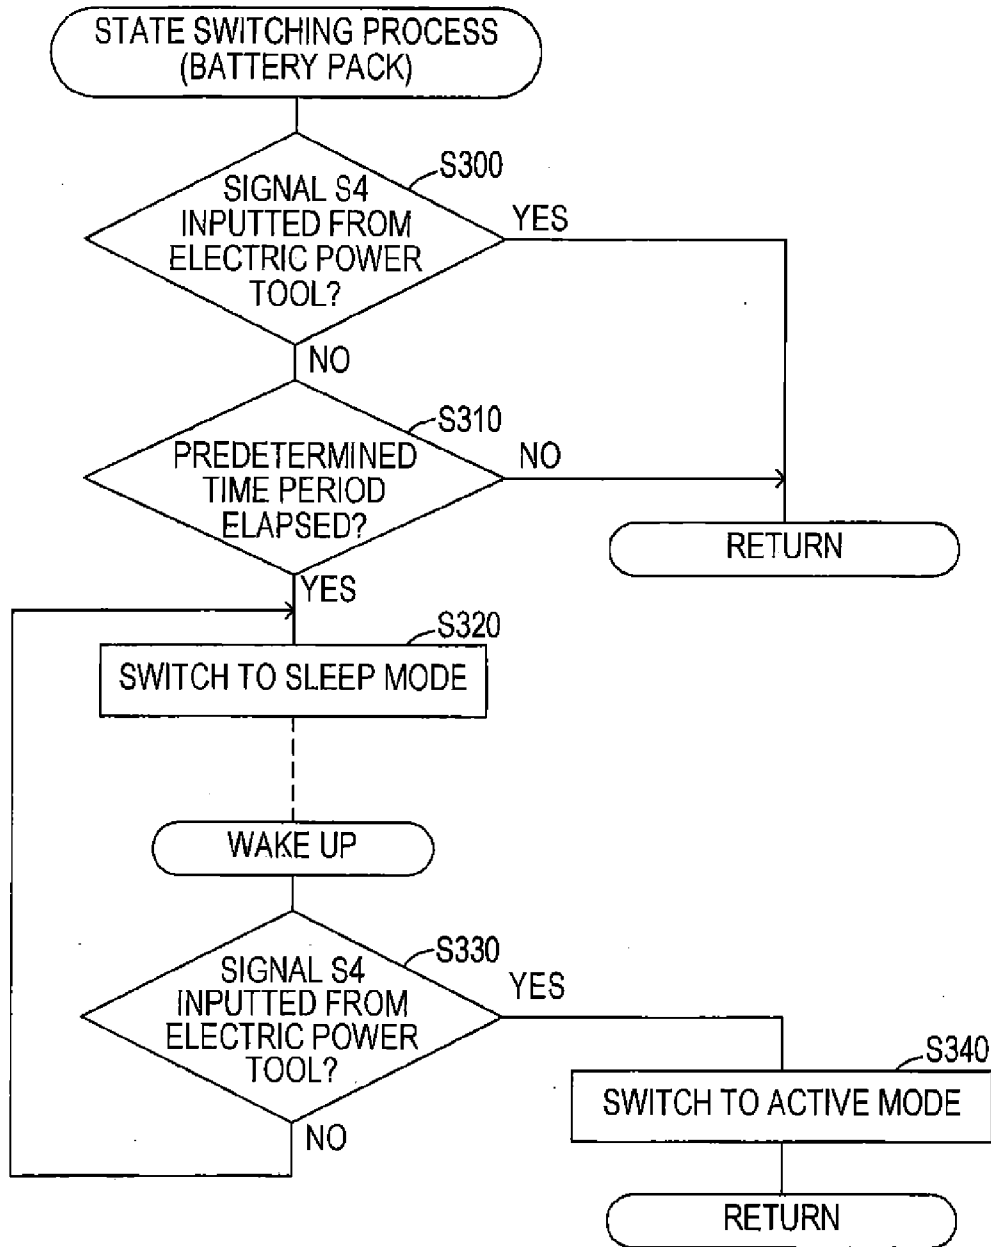 STATE SWITCHING PROCESS
(BATTERY PACK)
S300
SIGNAL S4
INPUTTED FROM
ELECTRIC POWER
TOOL?
YES
NO
S310
PREDETERMINED
TIME PERIOD
ELAPSED?
NO
RETURN
YES
S320
SWITCH TO SLEEP MODE
WAKE UP
S330
SIGNAL S4
INPUTTED FROM
ELECTRIC POWER
TOOL?
YES
NO
S340
SWITCH TO ACTIVE MODE
RETURN